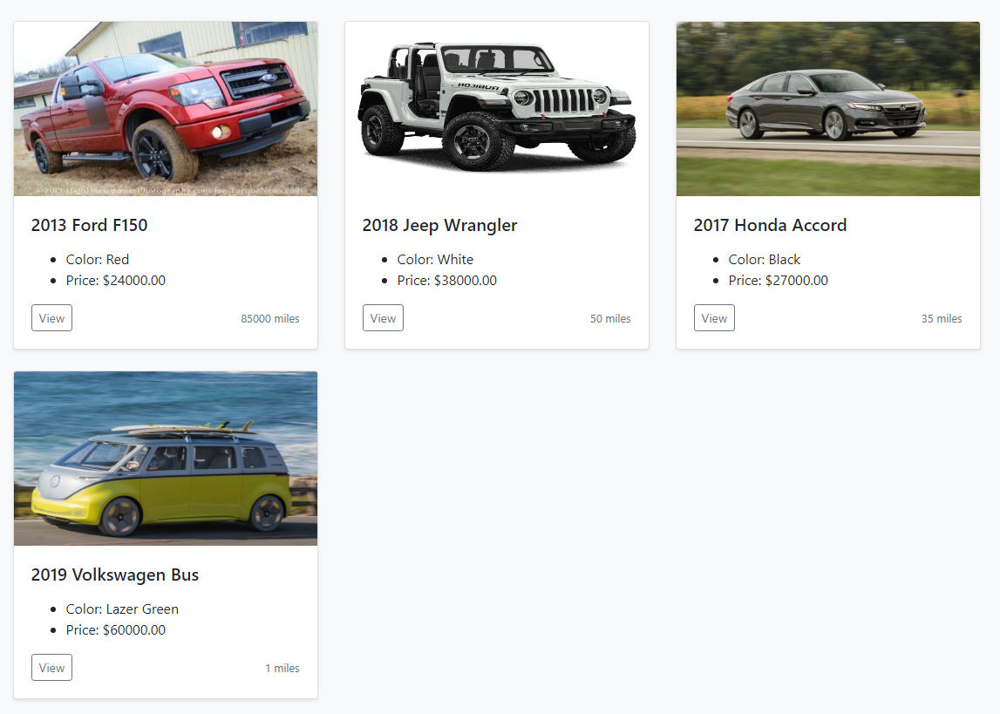 ©2013 HighHorsepowerPhotography.com for TorqueNews.com
Ford
RUBICON
2013 Ford F150
Color: Red
Price: $24000.00
View
85000 miles
2018 Jeep Wrangler
Color: White
Price: $38000.00
View
50 miles
2017 Honda Accord
Color: Black
Price: $27000.00
View
35 miles
2019 Volkswagen Bus
Color: Lazer Green
Price: $60000.00
View
1 miles